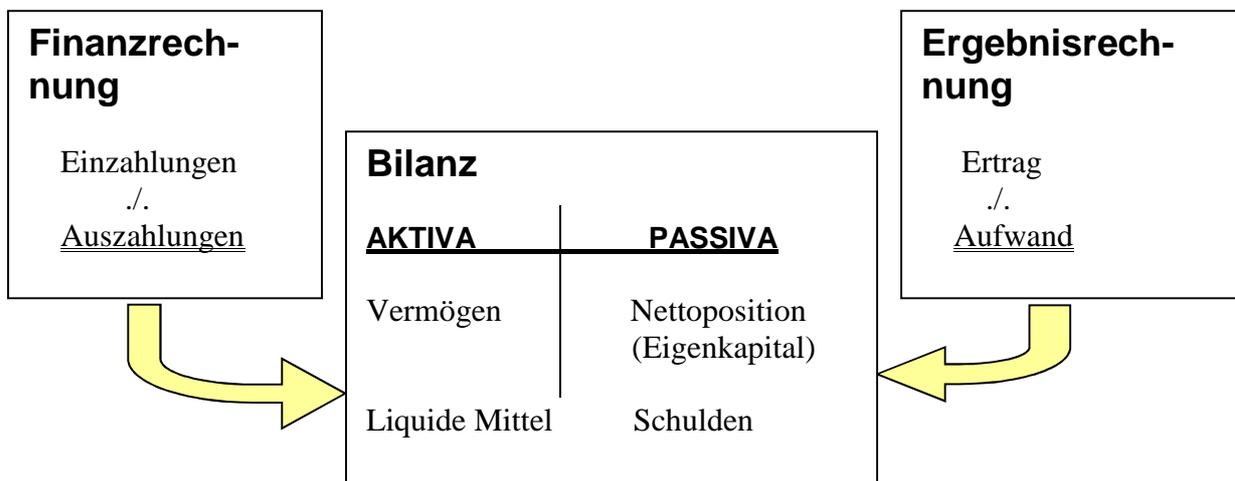 Finanzrech-
nung
Einzahlungen
./.
Auszahlungen
Bilanz
AKTIVA PASSIVA
Vermögen Nettoposition
(Eigenkapital)
Liquide Mittel Schulden
Ergebnisrech-
nung
Ertrag
./.
Aufwand